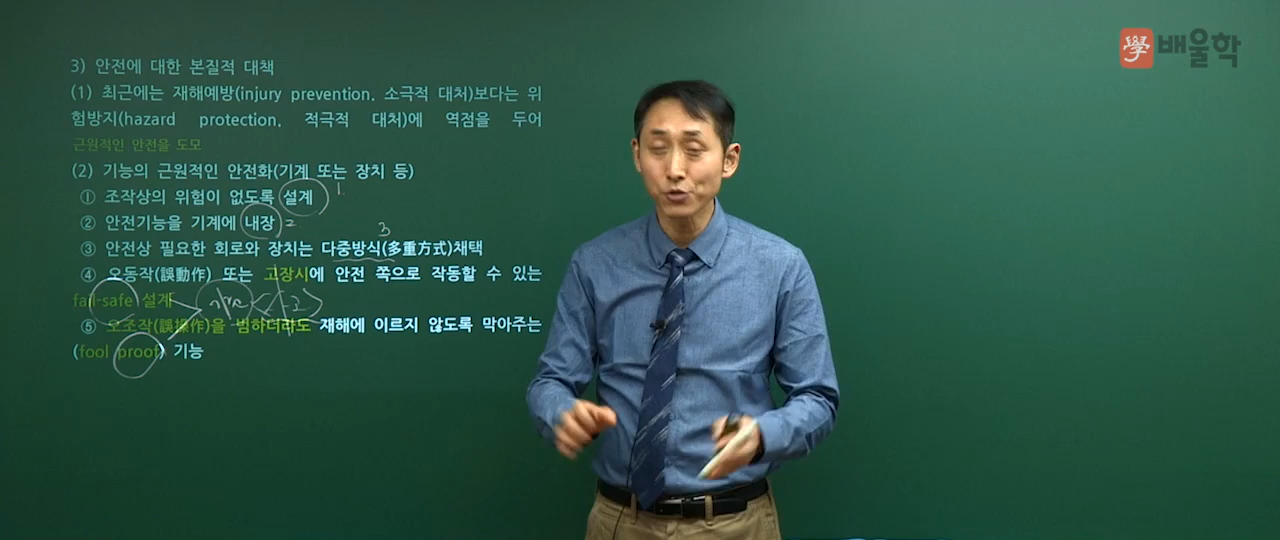 學 배울학
3) 안전에 대한 본질적 대책
(1) 최근에는 재해예방(injury prevention, 소극적 대처)보다는 위
험방지(hazard protection, 적극적 대처)에 역점을 두어
근원적인 안전을 도모
(2) 기능의 근원적인 안전화(기계 또는 장치 등)
① 조작상의 위험이 없도록 설계 1.
② 안전기능을 기계에 내장 2
3
③ 안전상 필요한 회로와 장치는 다중방식(多重方式)채택
④ 오동작(誤動作) 또는 고장시에 안전 쪽으로 작동할 수 있는
fail-safe 설계
⑤ 오조작(誤操作)을 범하더라도 재해에 이르지 않도록 막아주는
(fool proof) 기능